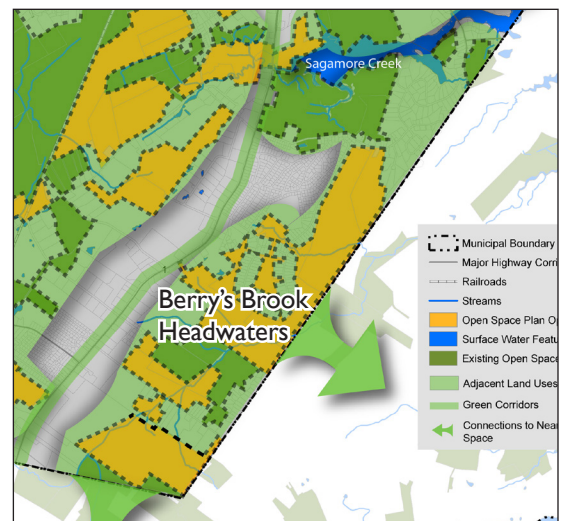 Sagamore Creek
Berry's Brook
Headwaters
Municipal Boundary
Major Highway Corri
Railroads
Streams
Open Space Plan Op
Surface Water Featu
Existing Open Space
Adjacent Land Uses
Green Corridors
Connections to Near
Space